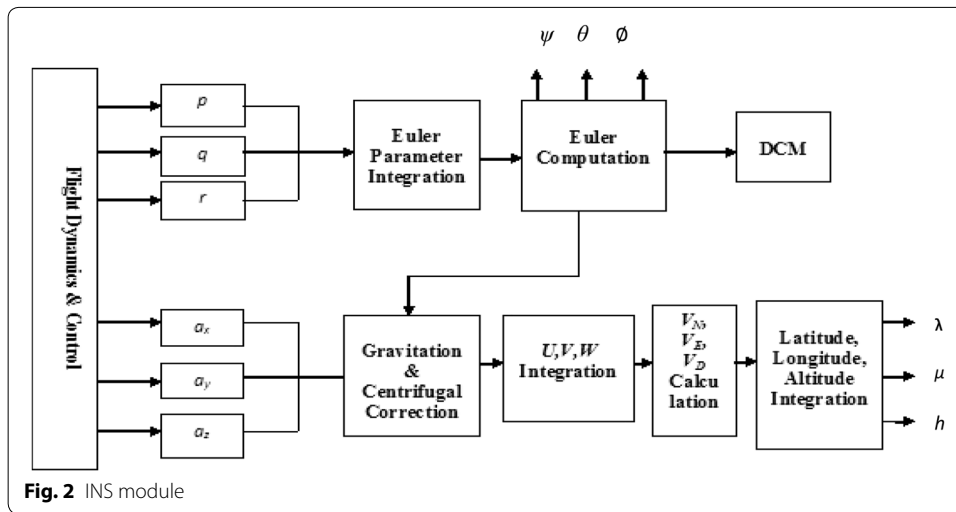 ψ θ ϕ
Flight Dynamics & Control
p
q
r
Euler
Parameter
Integration
Euler
Computation
DCM
a_x
a_y
a_z
Gravitation
&
Centrifugal
Correction
U,V,W
Integration
V_N,
V_E,
V_D
Calcu
lation
Latitude,
Longitude,
Altitude
Integration
λ
μ
h
Fig. 2 INS module